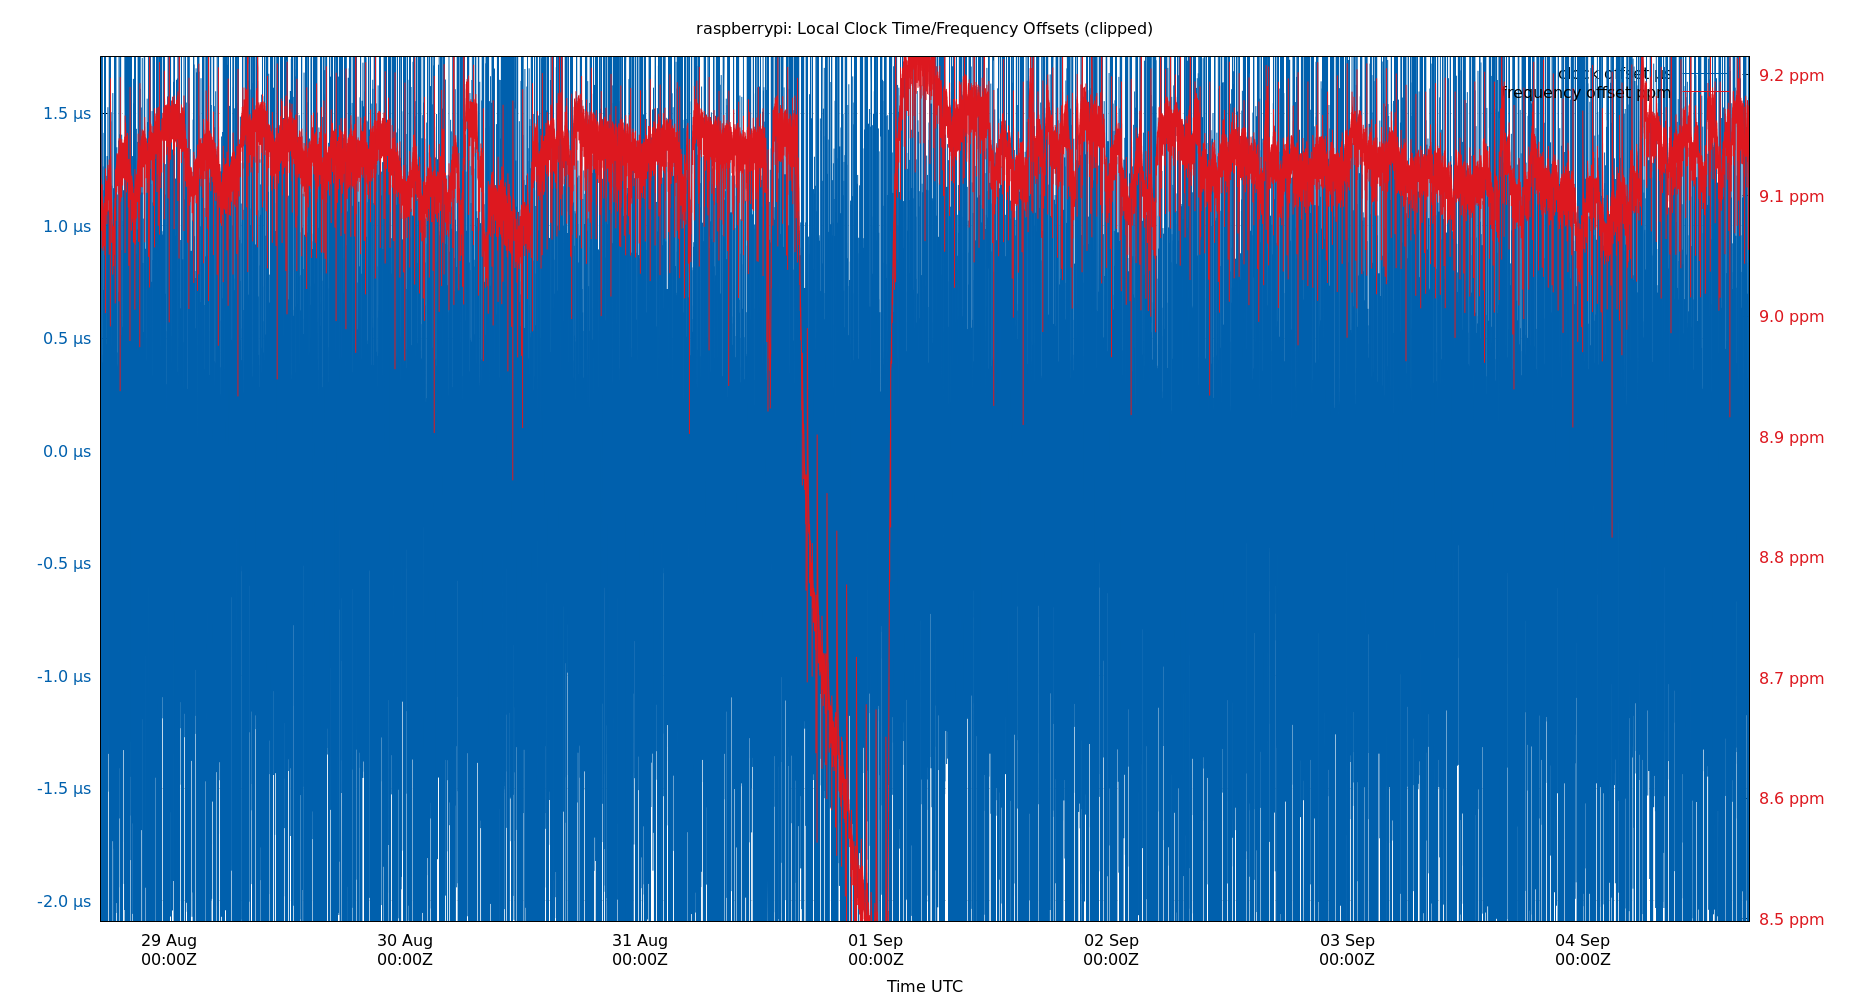 raspberrypi: Local Clock Time/Frequency Offsets (clipped)
clock offset µs
frequency offset ppm
1.5 µs
1.0 µs
0.5 µs
0.0 µs
-0.5 µs
-1.0 µs
-1.5 µs
-2.0 µs
9.2 ppm
9.1 ppm
9.0 ppm
8.9 ppm
8.8 ppm
8.7 ppm
8.6 ppm
8.5 ppm
29 Aug
00:00Z
30 Aug
00:00Z
31 Aug
00:00Z
01 Sep
00:00Z
02 Sep
00:00Z
03 Sep
00:00Z
04 Sep
00:00Z
Time UTC